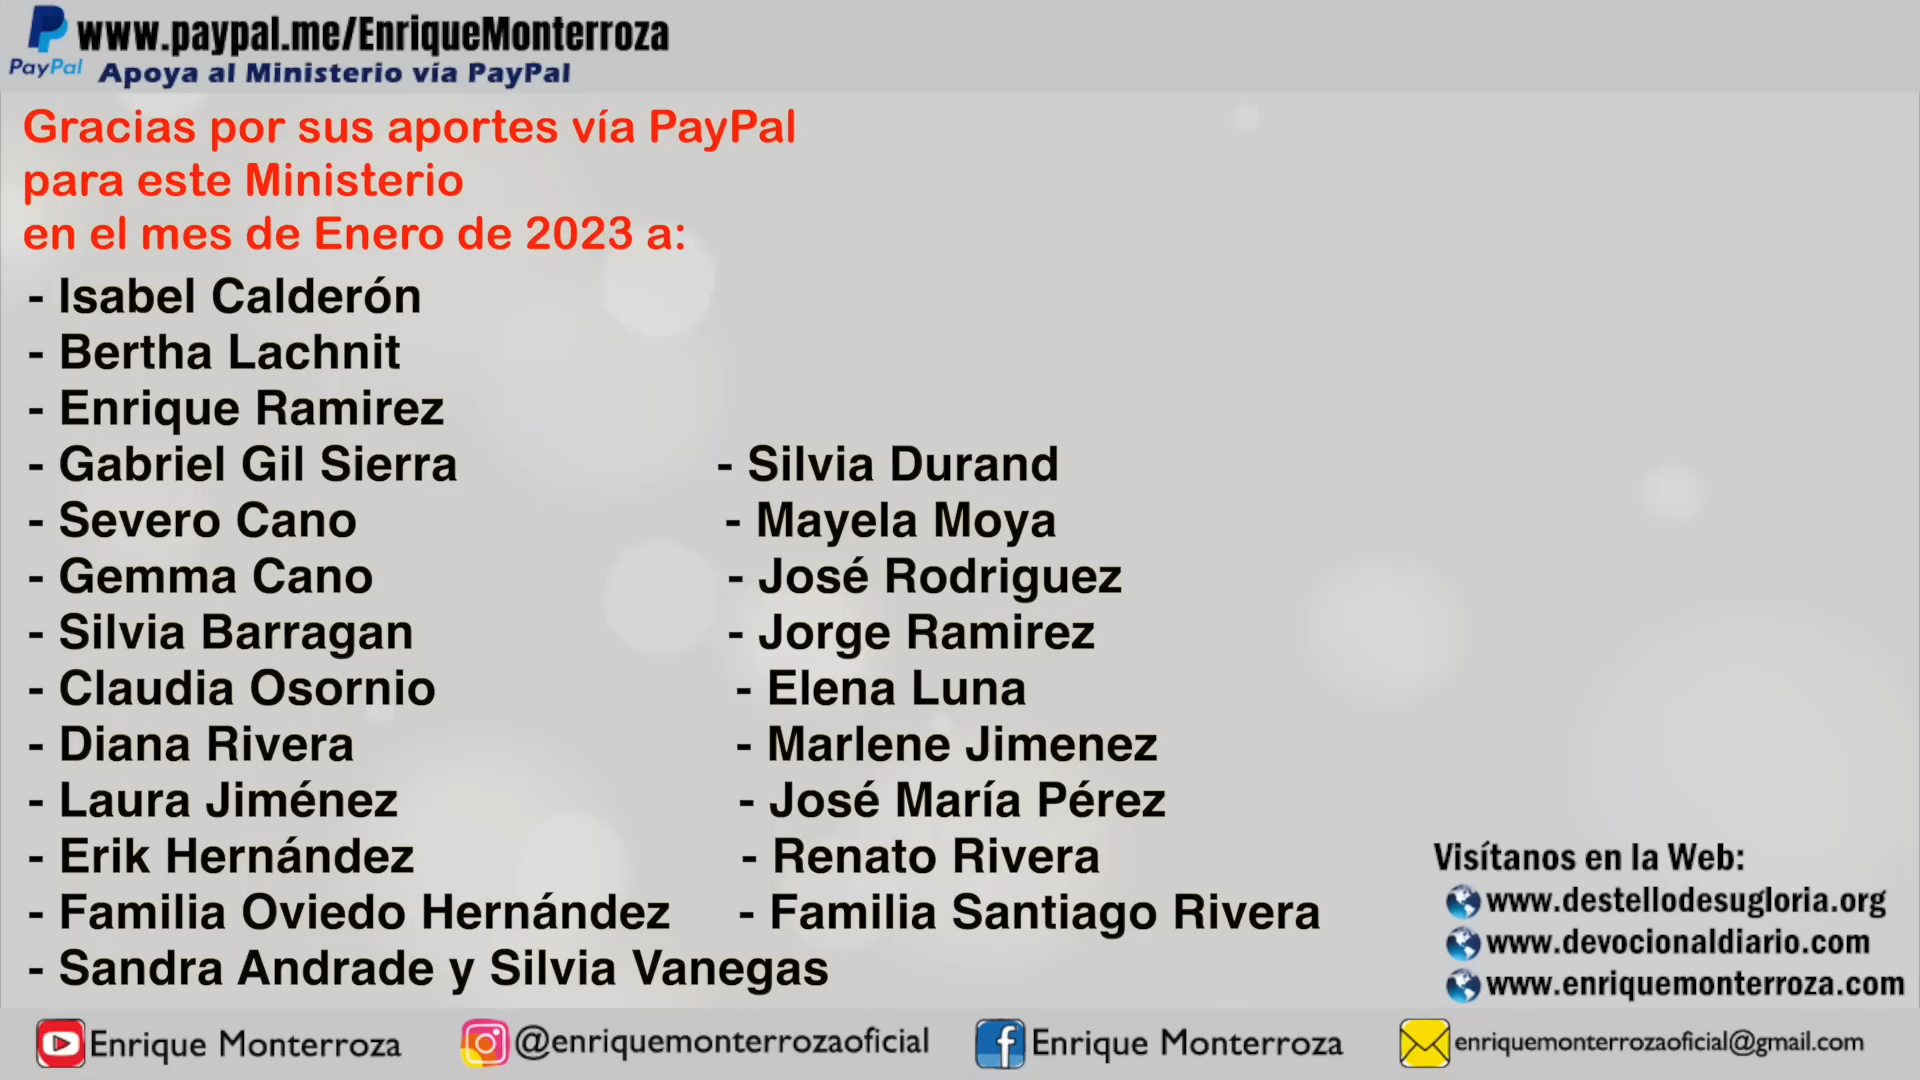 www.paypal.me/EnriqueMonterroza
PayPal Apoya al Ministerio vía PayPal
Gracias por sus aportes vía PayPal
para este Ministerio
en el mes de Enero de 2023 a:
- Isabel Calderón
- Bertha Lachnit
- Enrique Ramirez
- Gabriel Gil Sierra
- Severo Cano
- Gemma Cano
- Silvia Barragan
- Claudia Osornio
- Diana Rivera
- Laura Jiménez
- Erik Hernández
- Familia Oviedo Hernández
- Sandra Andrade y Silvia Vanegas
- Silvia Durand
- Mayela Moya
- José Rodriguez
- Jorge Ramirez
- Elena Luna
- Marlene Jimenez
- José María Pérez
- Renato Rivera
- Familia Santiago Rivera
Visítanos en la Web:
www.destellodesugloria.org
www.devocionaldiario.com
www.enriquemonterroza.com
Enrique Monterroza
@enriquemonterrozaoficial
Enrique Monterroza
enriquemonterrozaoficial@gmail.com